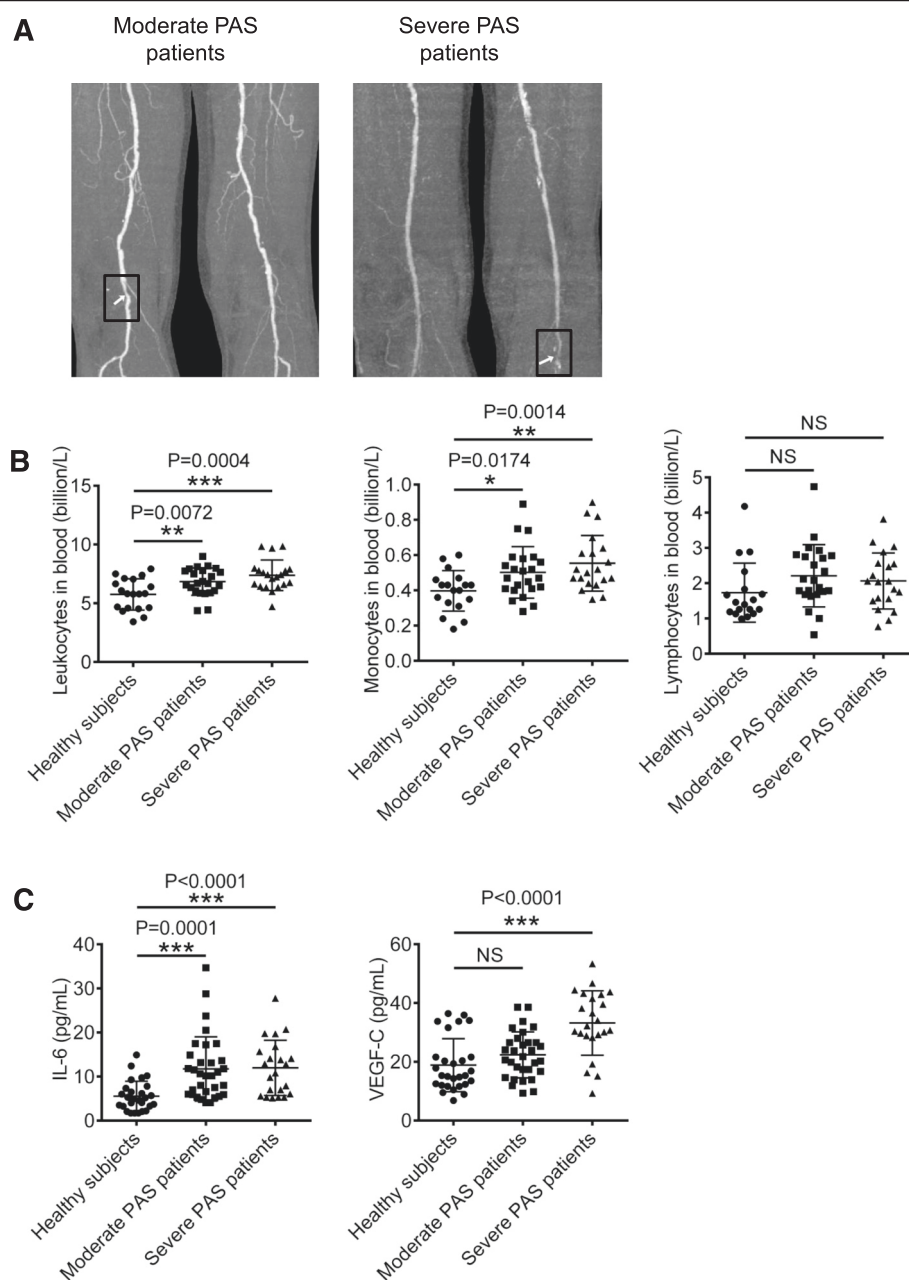 A
Moderate PAS
patients
Severe PAS
patients
B
Leukocytes in blood (billion/L)
15
10
5
0
P=0.0004
***
P=0.0072
**
Healthy subjects
Moderate PAS patients
Severe PAS patients
Monocytes in blood (billion/L)
1.0
0.8
0.6
0.4
0.2
0.0
P=0.0014
**
P=0.0174
*
Healthy subjects
Moderate PAS patients
Severe PAS patients
Lymphocytes in blood (billion/L)
5
4
3
2
1
0
NS
NS
Healthy subjects
Moderate PAS patients
Severe PAS patients
C
IL-6 (pg/mL)
40
30
20
10
0
P<0.0001
***
P=0.0001
***
Healthy subjects
Moderate PAS patients
Severe PAS patients
VEGF-C (pg/mL)
60
40
20
0
P<0.0001
***
NS
Healthy subjects
Moderate PAS patients
Severe PAS patients